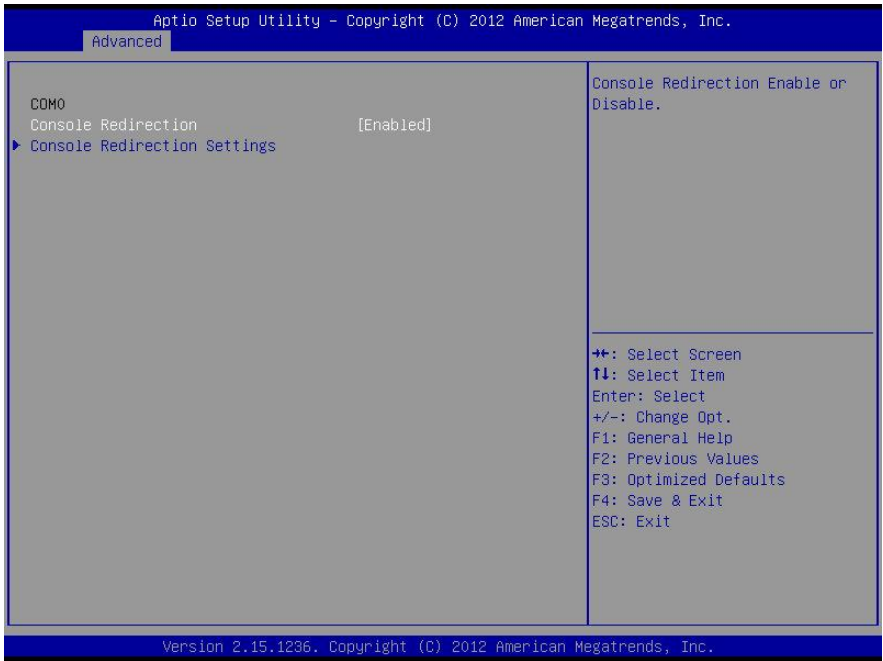 Aptio Setup Utility – Copyright (C) 2012 American Megatrends, Inc.
Advanced
COM0
Console Redirection [Enabled]
▶ Console Redirection Settings
Console Redirection Enable or
Disable.
→←: Select Screen
↑↓: Select Item
Enter: Select
+/-: Change Opt.
F1: General Help
F2: Previous Values
F3: Optimized Defaults
F4: Save & Exit
ESC: Exit
Version 2.15.1236. Copyright (C) 2012 American Megatrends, Inc.